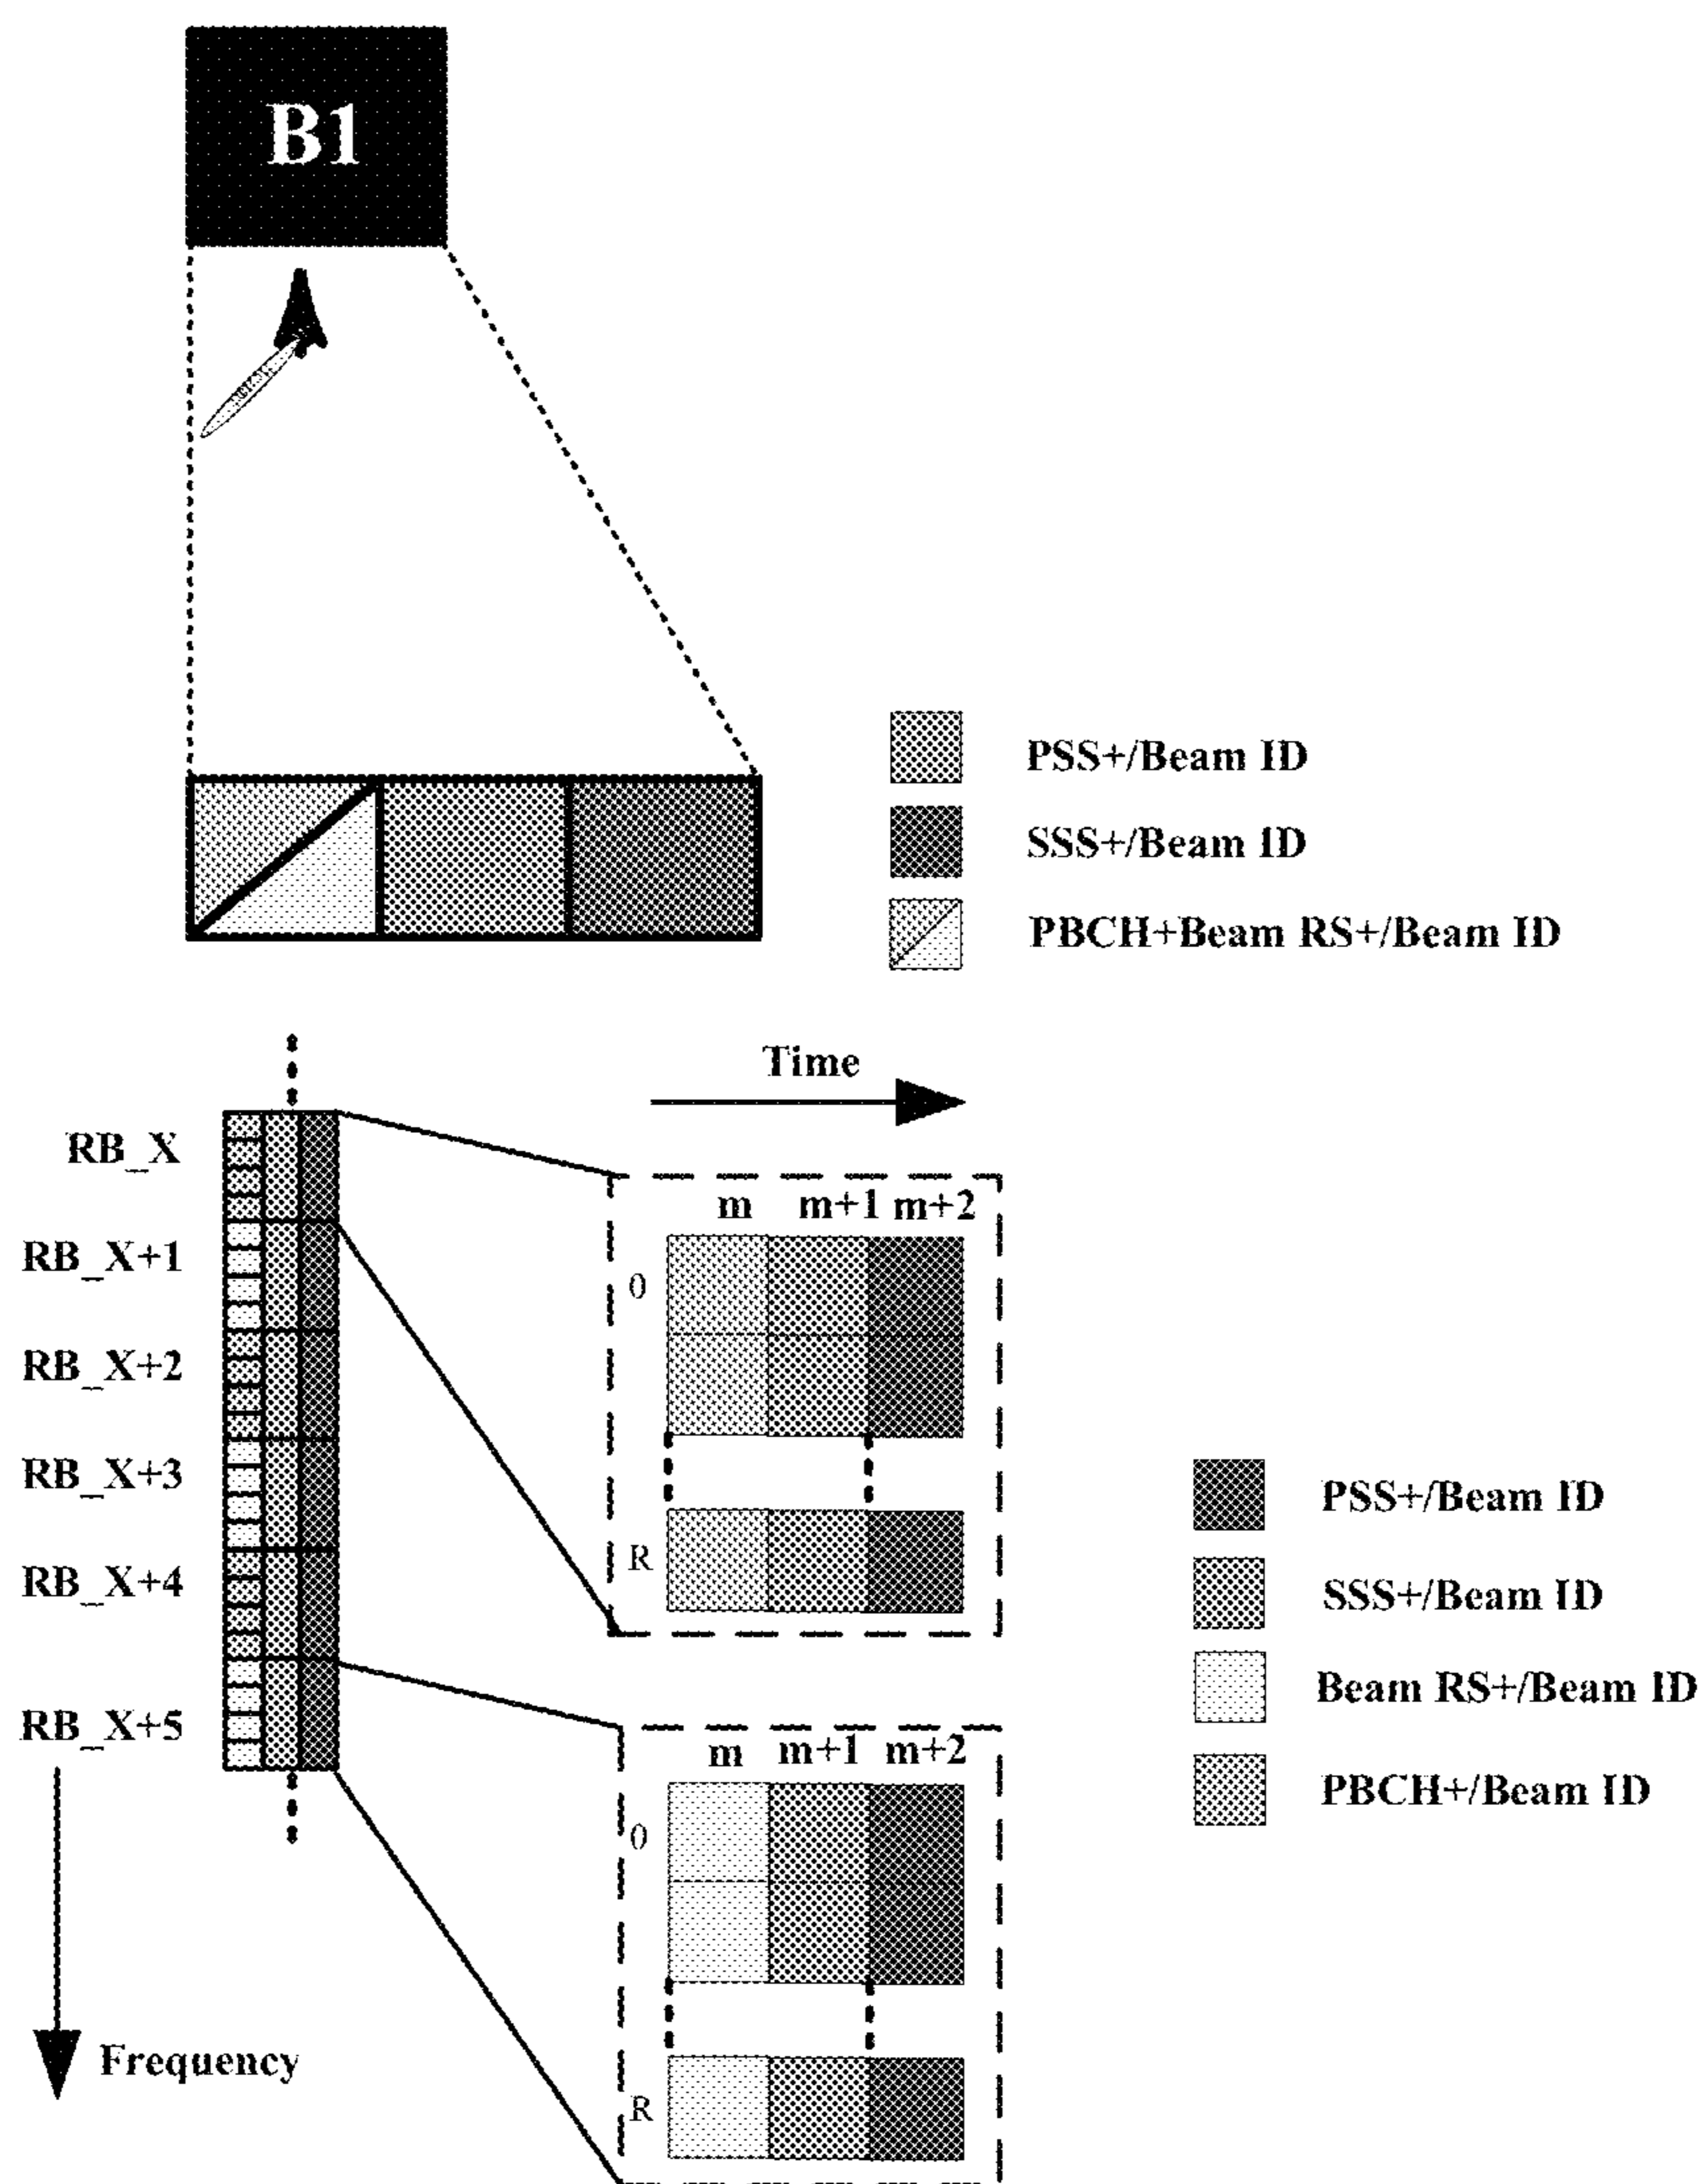 B1
PSS+/Beam ID
SSS+/Beam ID
PBCH+Beam RS+/Beam ID
Time
RB_X
RB_X+1
RB_X+2
RB_X+3
RB_X+4
RB_X+5
m m+1 m+2
0
R
PSS+/Beam ID
SSS+/Beam ID
Beam RS+/Beam ID
PBCH+/Beam ID
m m+1 m+2
0
R
Frequency